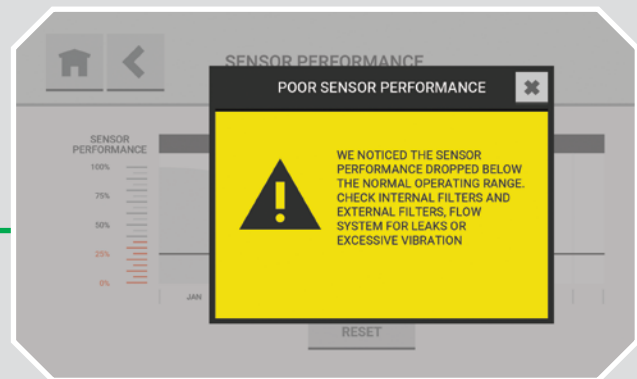 SENSOR PERFORMANCE
POOR SENSOR PERFORMANCE
SENSOR
PERFORMANCE
100%
75%
50%
25%
0%
JAN
WE NOTICED THE SENSOR
PERFORMANCE DROPPED BELOW
THE NORMAL OPERATING RANGE.
CHECK INTERNAL FILTERS AND
EXTERNAL FILTERS, FLOW
SYSTEM FOR LEAKS OR
EXCESSIVE VIBRATION
RESET